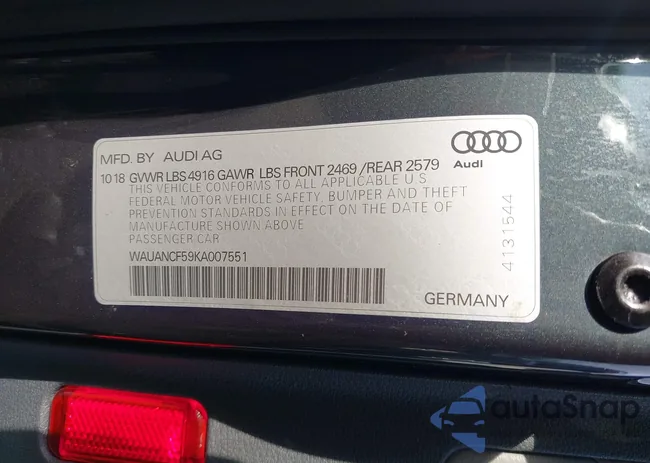 MFD. BY AUDI AG
Audi
10 18 GVWR LBS 4916 GAWR LBS FRONT 2469 /REAR 2579
THIS VEHICLE CONFORMS TO ALL APPLICABLE U S
FEDERAL MOTOR VEHICLE SAFETY, BUMPER AND THEFT
PREVENTION STANDARDS IN EFFECT ON THE DATE OF
MANUFACTURE SHOWN ABOVE
PASSENGER CAR
WAUANCF59KA007551
4131544
GERMANY
autoSnap